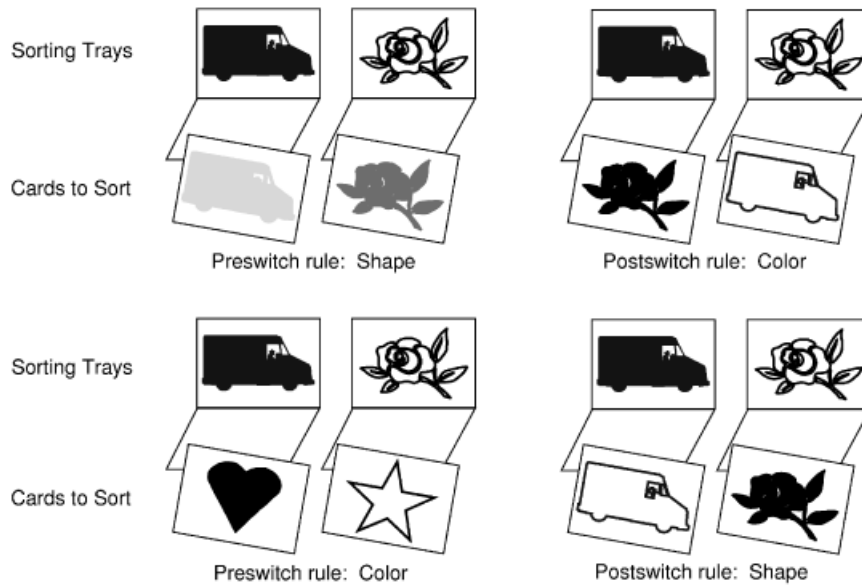 Sorting Trays
Cards to Sort
Preswitch rule: Shape
Postswitch rule: Color
Sorting Trays
Cards to Sort
Preswitch rule: Color
Postswitch rule: Shape